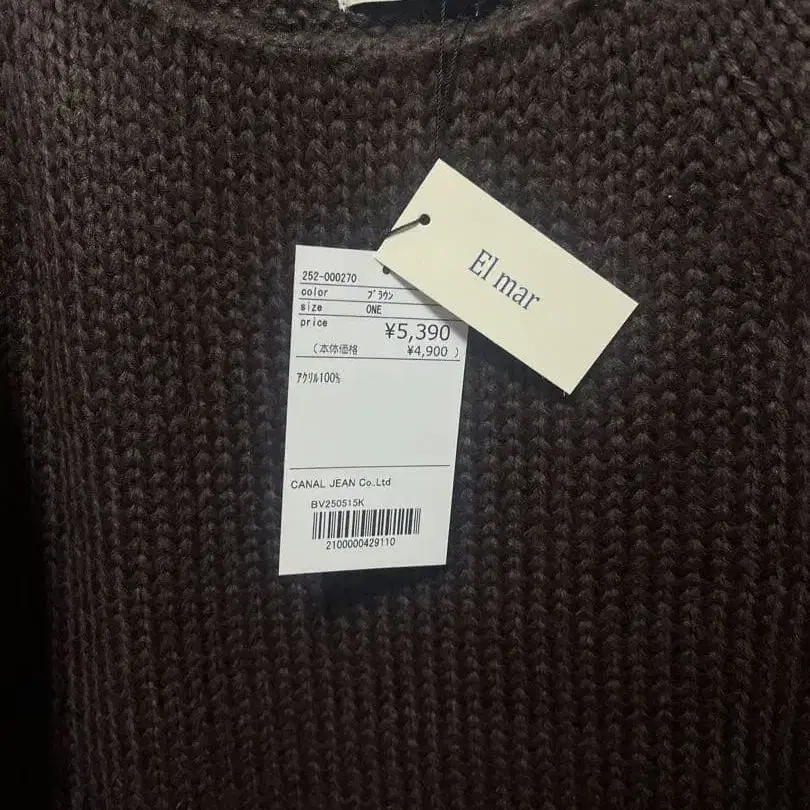 El mar
252-000270
color ﾌﾞﾗｳﾝ
size ONE
price
¥5,390
(本体価格 ¥4,900 )
ｱｸﾘﾙ100%
CANAL JEAN Co.,Ltd
BV250515K
2100000429110